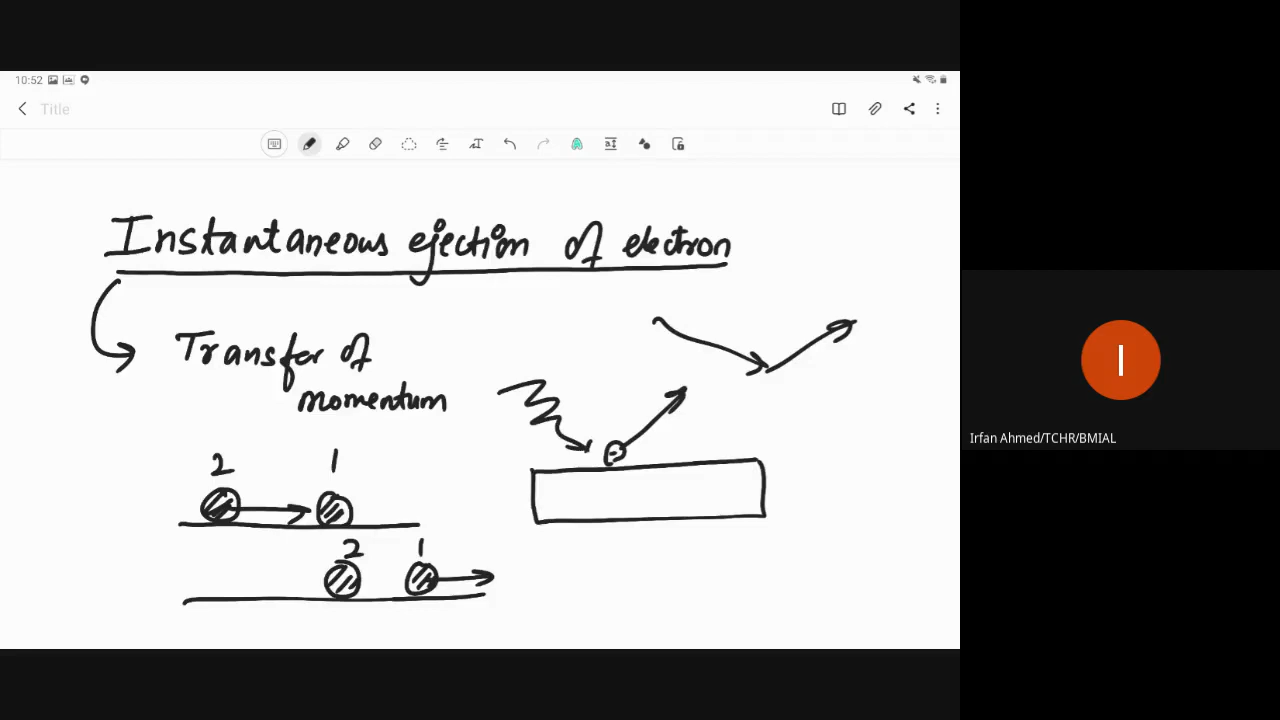 10:52
Title
Instantaneous ejection of electron
Transfer of
momentum
2 1
2 1
I
Irfan Ahmed/TCHR/BMIAL